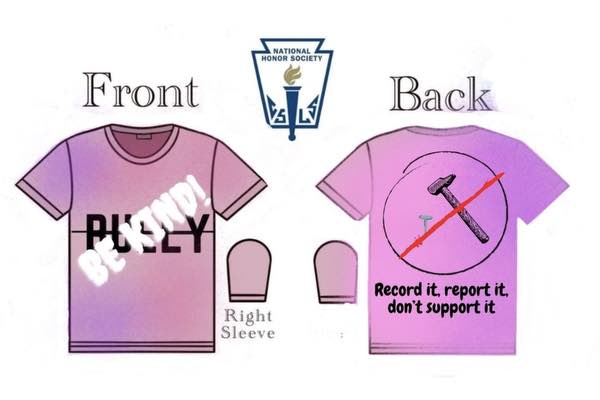 NATIONAL
HONOR SOCIETY
S L S
Front
Back
BULLY
BE KIND!
Right
Sleeve
Record it, report it,
don't support it